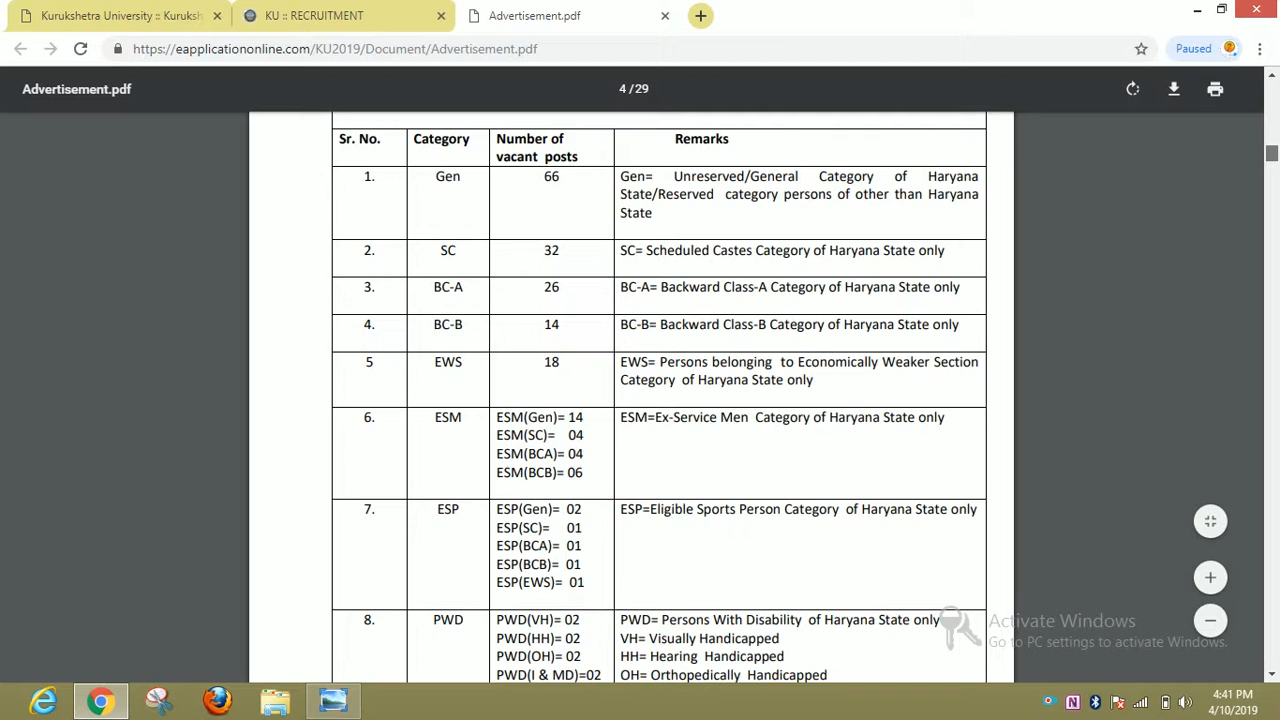 Kurukshetra University :: Kuruksh
KU :: RECRUITMENT
Advertisement.pdf
https://eapplicationonline.com/KU2019/Document/Advertisement.pdf
Paused
Advertisement.pdf
4 / 29
Sr. No.
Category
Number of
vacant posts
Remarks
1.
Gen
66
Gen= Unreserved/General Category of Haryana
State/Reserved category persons of other than Haryana
State
2.
SC
32
SC= Scheduled Castes Category of Haryana State only
3.
BC-A
26
BC-A= Backward Class-A Category of Haryana State only
4.
BC-B
14
BC-B= Backward Class-B Category of Haryana State only
5
EWS
18
EWS= Persons belonging to Economically Weaker Section
Category of Haryana State only
6.
ESM
ESM(Gen)= 14
ESM(SC)= 04
ESM(BCA)= 04
ESM(BCB)= 06
ESM=Ex-Service Men Category of Haryana State only
7.
ESP
ESP(Gen)= 02
ESP(SC)= 01
ESP(BCA)= 01
ESP(BCB)= 01
ESP(EWS)= 01
ESP=Eligible Sports Person Category of Haryana State only
8.
PWD
PWD(VH)= 02
PWD(HH)= 02
PWD(OH)= 02
PWD(I & MD)=02
PWD= Persons With Disability of Haryana State only
VH= Visually Handicapped
HH= Hearing Handicapped
OH= Orthopedically Handicapped
Activate Windows
Go to PC settings to activate Windows.
4:41 PM
4/10/2019